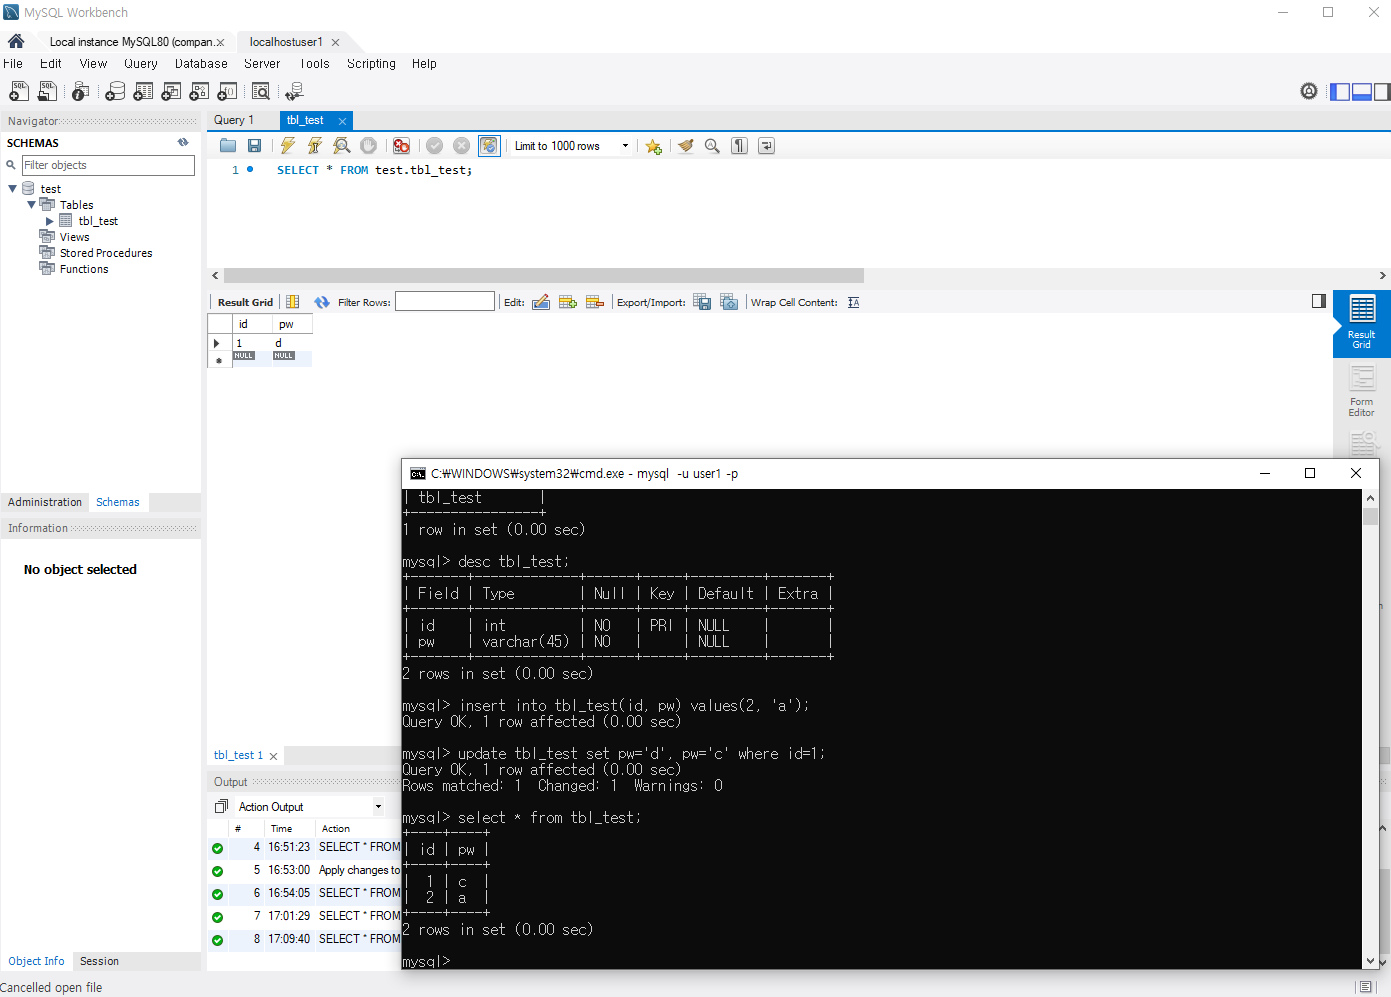 MySQL Workbench
Local instance MySQL80 (compan.× localhostuser1 ×
File Edit View Query Database Server Tools Scripting Help
Navigator
Query 1 tbl_test ×
SCHEMAS
Limit to 1000 rows
Filter objects
1 SELECT * FROM test.tbl_test;
test
Tables
tbl_test
Views
Stored Procedures
Functions
Result Grid Filter Rows: Edit: Export/Import: Wrap Cell Content:
id pw
1 d
NULL NULL
Result
Grid
Form
Editor
Administration Schemas
Information
No object selected
C:₩WINDOWS₩system32₩cmd.exe - mysql  -u user1 -p
| tbl_test       |
+----------------+
1 row in set (0.00 sec)
mysql> desc tbl_test;
+-------+-------------+------+-----+---------+-------+
| Field | Type        | Null | Key | Default | Extra |
+-------+-------------+------+-----+---------+-------+
| id    | int         | NO   | PRI | NULL    |       |
| pw    | varchar(45) | NO   |     | NULL    |       |
+-------+-------------+------+-----+---------+-------+
2 rows in set (0.00 sec)
mysql> insert into tbl_test(id, pw) values(2, 'a');
Query OK, 1 row affected (0.00 sec)
mysql> update tbl_test set pw='d', pw='c' where id=1;
Query OK, 1 row affected (0.00 sec)
Rows matched: 1  Changed: 1  Warnings: 0
mysql> select * from tbl_test;
+----+----+
| id | pw |
+----+----+
|  1 | c  |
|  2 | a  |
+----+----+
2 rows in set (0.00 sec)
mysql>
tbl_test 1 ×
Output
Action Output
# Time Action
4 16:51:23 SELECT * FROM
5 16:53:00 Apply changes to
6 16:54:05 SELECT * FROM
7 17:01:29 SELECT * FROM
8 17:09:40 SELECT * FROM
Object Info Session
Cancelled open file